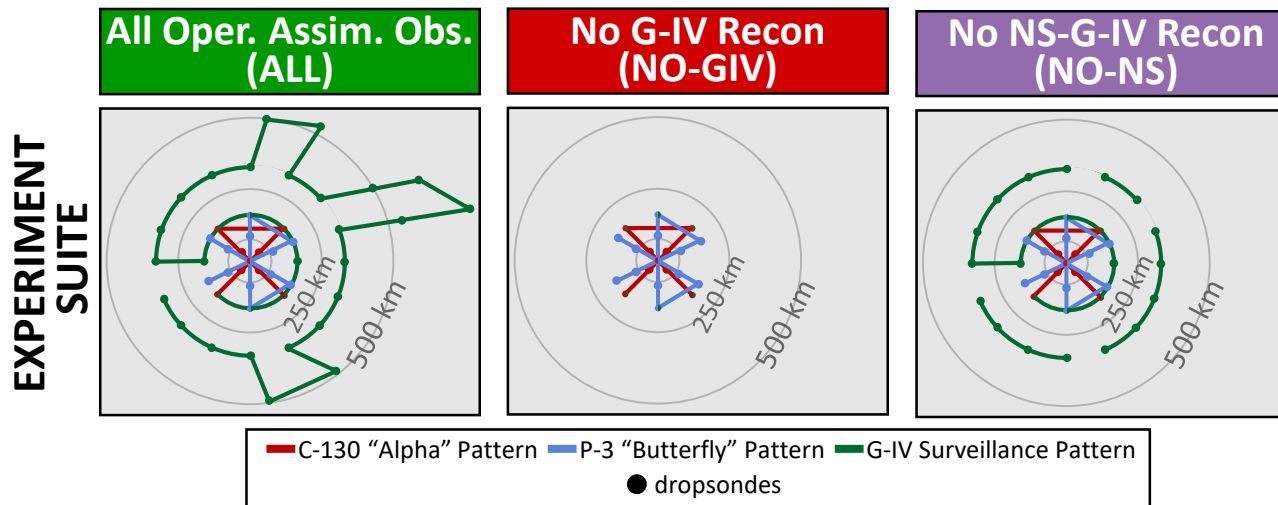 All Oper. Assim. Obs.
(ALL)
No G-IV Recon
(NO-GIV)
No NS-G-IV Recon
(NO-NS)
EXPERIMENT
SUITE
250 km
500 km
250 km
500 km
250 km
500 km
C-130 “Alpha” Pattern
P-3 “Butterfly” Pattern
G-IV Surveillance Pattern
dropsondes